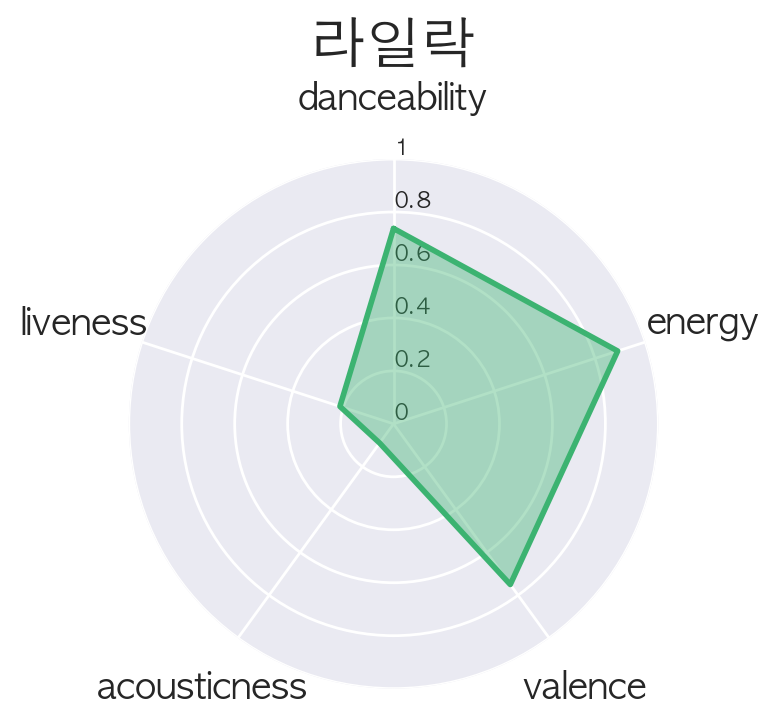 라일락
danceability
1
0.8
0.6
0.4
0.2
0
liveness
energy
acousticness
valence